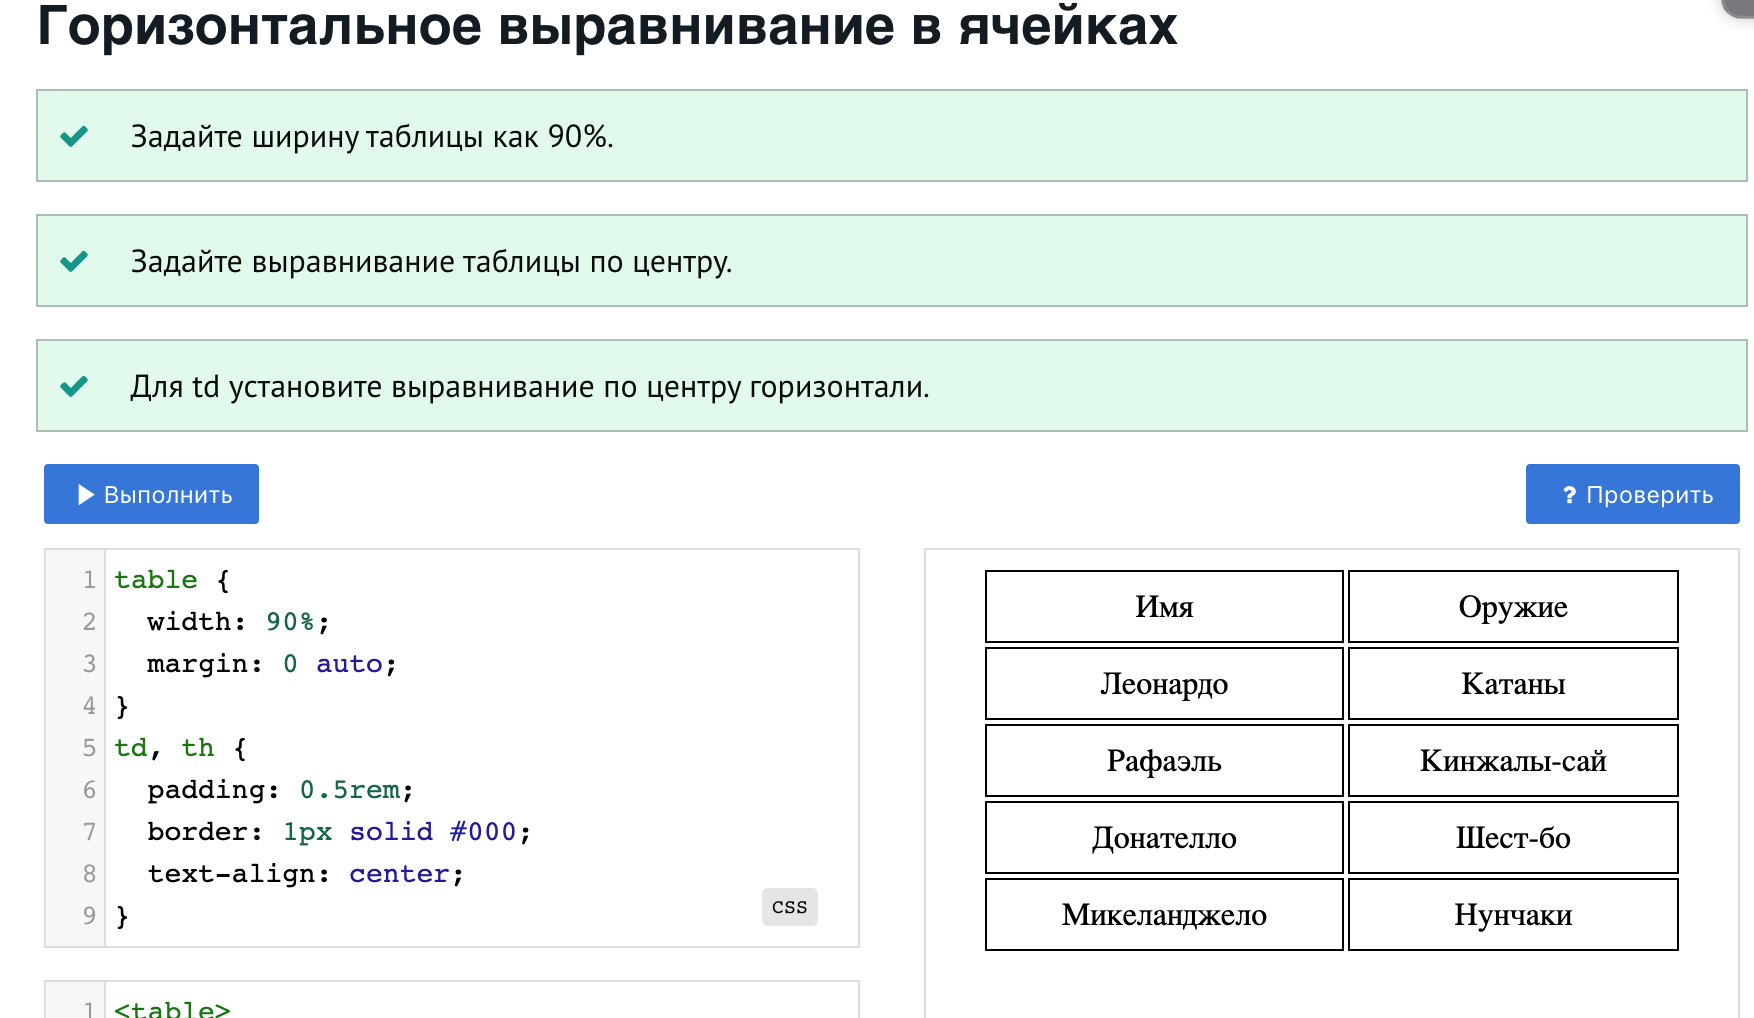 Горизонтальное выравнивание в ячейках
Задайте ширину таблицы как 90%.
Задайте выравнивание таблицы по центру.
Для td установите выравнивание по центру горизонтали.
Выполнить
? Проверить
1 table {
2 width: 90%;
3 margin: 0 auto;
4 }
5 td, th {
6 padding: 0.5rem;
7 border: 1px solid #000;
8 text-align: center;
9 }
css
1 <table>
Имя Оружие
Леонардо Катаны
Рафаэль Кинжалы-сай
Донателло Шест-бо
Микеланджело Нунчаки